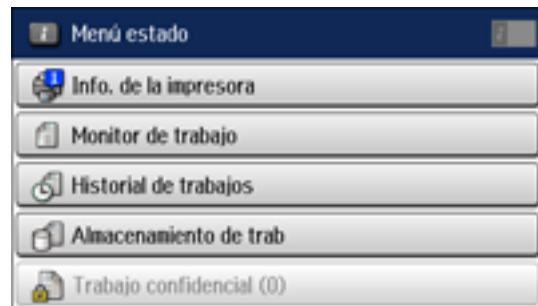 Menú estado
Info. de la impresora
Monitor de trabajo
Historial de trabajos
Almacenamiento de trab
Trabajo confidencial (0)